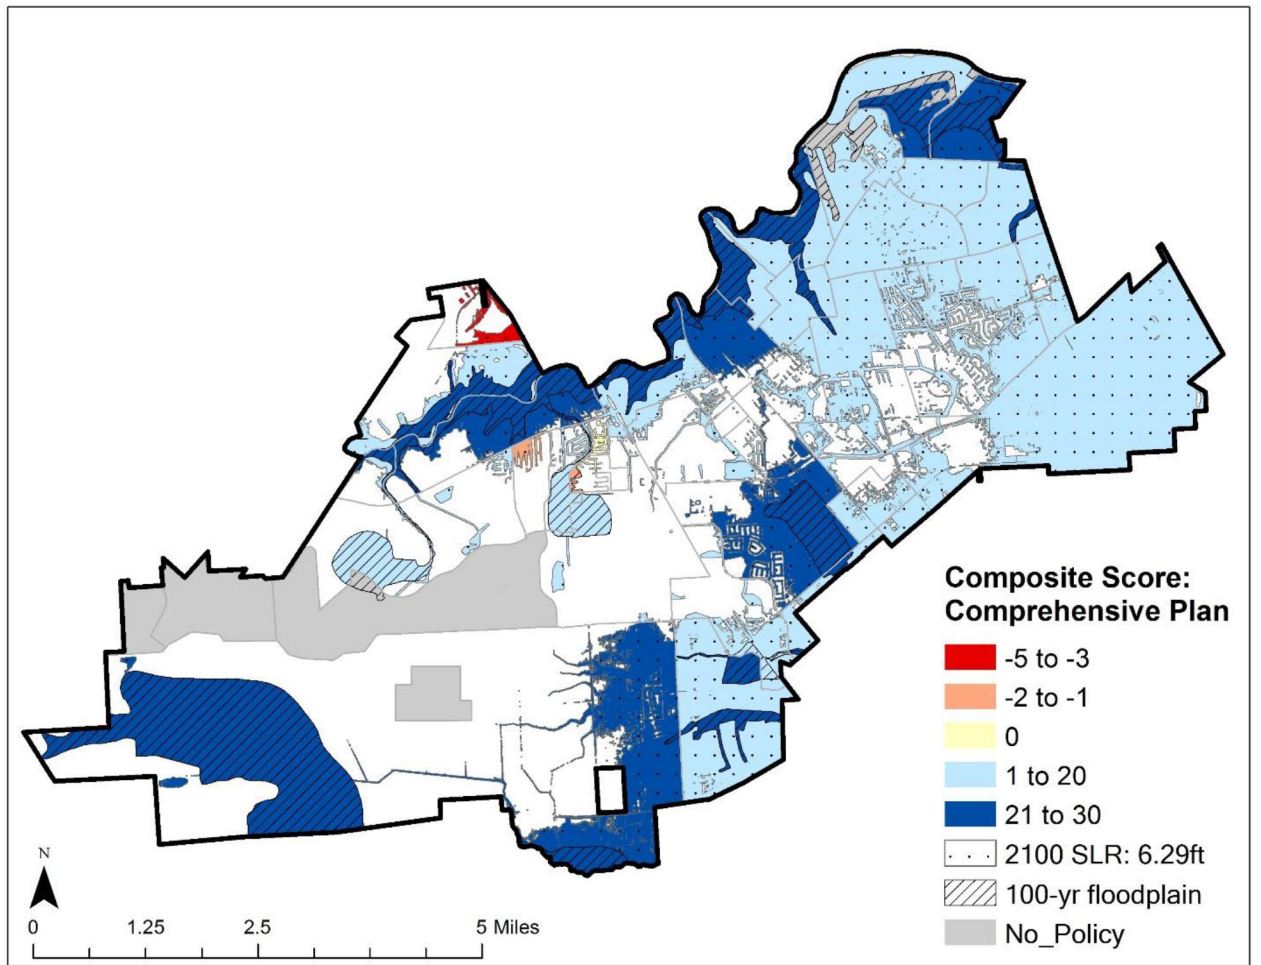 Composite Score:
Comprehensive Plan
-5 to -3
-2 to -1
0
1 to 20
21 to 30
2100 SLR: 6.29ft
100-yr floodplain
No_Policy
N
0 1.25 2.5 5 Miles